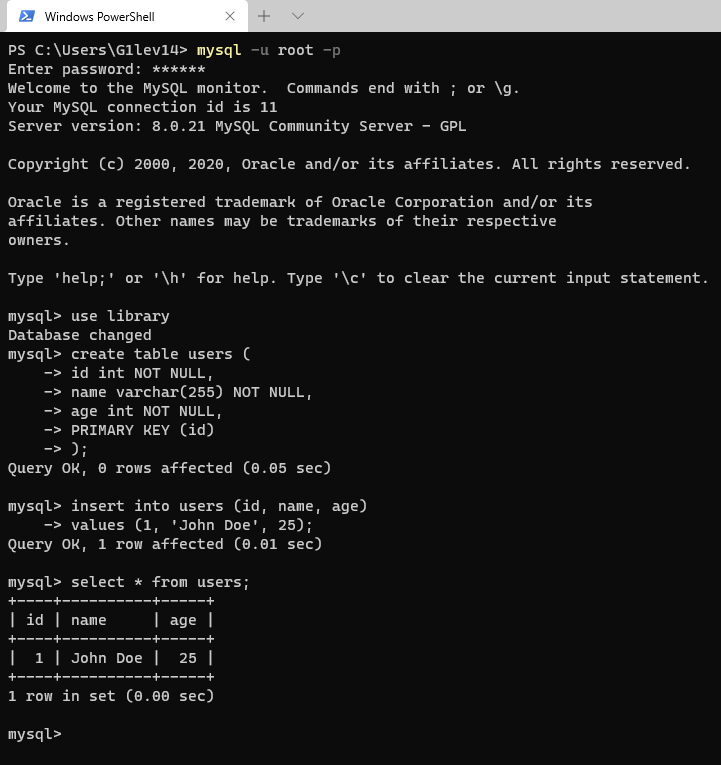 Windows PowerShell
PS C:\Users\G1lev14> mysql -u root -p
Enter password: ******
Welcome to the MySQL monitor.  Commands end with ; or \g.
Your MySQL connection id is 11
Server version: 8.0.21 MySQL Community Server - GPL

Copyright (c) 2000, 2020, Oracle and/or its affiliates. All rights reserved.

Oracle is a registered trademark of Oracle Corporation and/or its
affiliates. Other names may be trademarks of their respective
owners.

Type 'help;' or '\h' for help. Type '\c' to clear the current input statement.

mysql> use library
Database changed
mysql> create table users (
    -> id int NOT NULL,
    -> name varchar(255) NOT NULL,
    -> age int NOT NULL,
    -> PRIMARY KEY (id)
    -> );
Query OK, 0 rows affected (0.05 sec)

mysql> insert into users (id, name, age)
    -> values (1, 'John Doe', 25);
Query OK, 1 row affected (0.01 sec)

mysql> select * from users;
+----+----------+-----+
| id | name     | age |
+----+----------+-----+
|  1 | John Doe |  25 |
+----+----------+-----+
1 row in set (0.00 sec)

mysql>